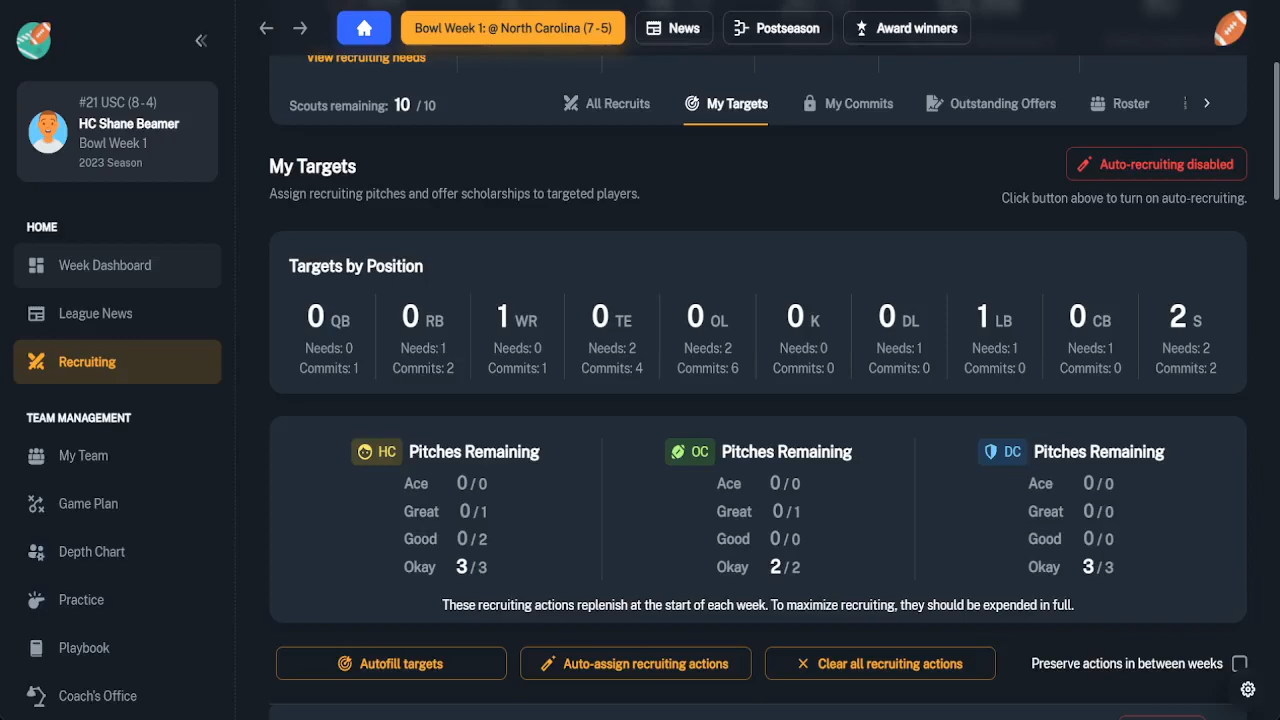 Bowl Week 1: @ North Carolina (7 - 5)
News
Postseason
Award winners
#21 USC (8 - 4)
HC Shane Beamer
Bowl Week 1
2023 Season
HOME
Week Dashboard
League News
Recruiting
TEAM MANAGEMENT
My Team
Game Plan
Depth Chart
Practice
Playbook
Coach's Office
View recruiting needs
Scouts remaining: 10 / 10
All Recruits
My Targets
My Commits
Outstanding Offers
Roster
My Targets
Assign recruiting pitches and offer scholarships to targeted players.
Auto-recruiting disabled
Click button above to turn on auto-recruiting.
Targets by Position
0 QB
Needs: 0
Commits: 1
0 RB
Needs: 1
Commits: 2
1 WR
Needs: 0
Commits: 1
0 TE
Needs: 2
Commits: 4
0 OL
Needs: 2
Commits: 6
0 K
Needs: 0
Commits: 0
0 DL
Needs: 1
Commits: 0
1 LB
Needs: 1
Commits: 0
0 CB
Needs: 1
Commits: 0
2 S
Needs: 2
Commits: 2
HC Pitches Remaining
Ace 0 / 0
Great 0 / 1
Good 0 / 2
Okay 3 / 3
OC Pitches Remaining
Ace 0 / 0
Great 0 / 1
Good 0 / 0
Okay 2 / 2
DC Pitches Remaining
Ace 0 / 0
Great 0 / 0
Good 0 / 0
Okay 3 / 3
These recruiting actions replenish at the start of each week. To maximize recruiting, they should be expended in full.
Autofill targets
Auto-assign recruiting actions
Clear all recruiting actions
Preserve actions in between weeks